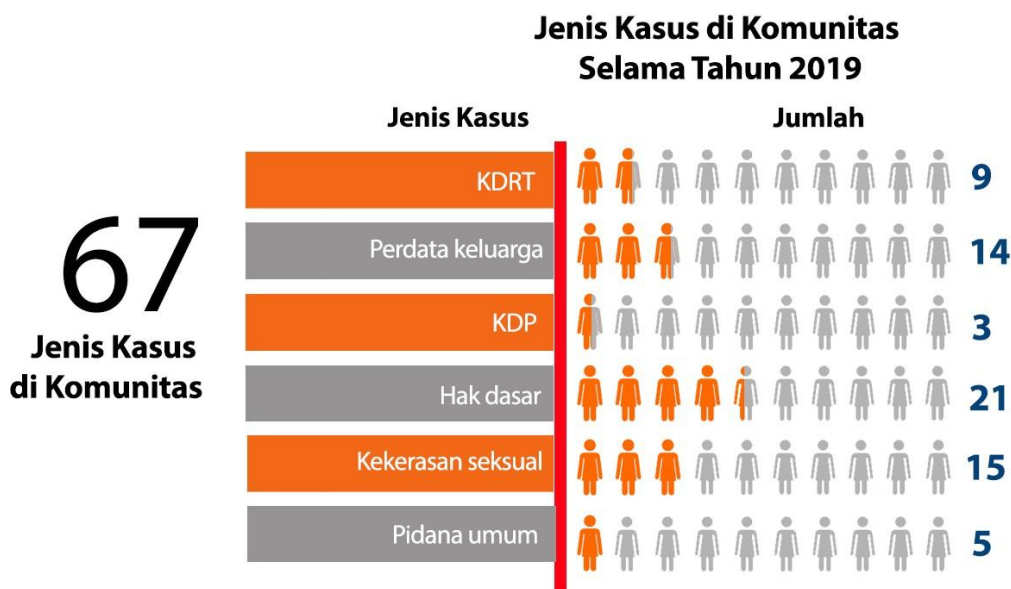 Jenis Kasus di Komunitas
Selama Tahun 2019
Jenis Kasus
Jumlah
67
Jenis Kasus
di Komunitas
KDRT
9
Perdata keluarga
14
KDP
3
Hak dasar
21
Kekerasan seksual
15
Pidana umum
5